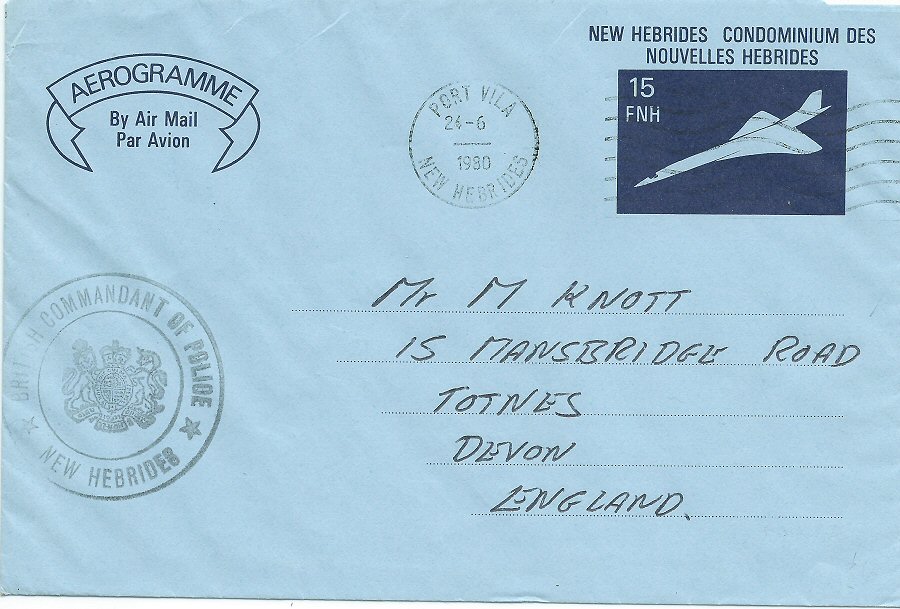 NEW HEBRIDES CONDOMINIUM DES
NOUVELLES HEBRIDES
AEROGRAMME
By Air Mail
Par Avion
15
FNH
PORT VILA
24-6
1980
NEW HEBRIDES
BRITISH COMMANDANT OF POLICE
NEW HEBRIDES
Mr M KNOTT
15 MANSBRIDGE ROAD
TOTNES
DEVON
ENGLAND.